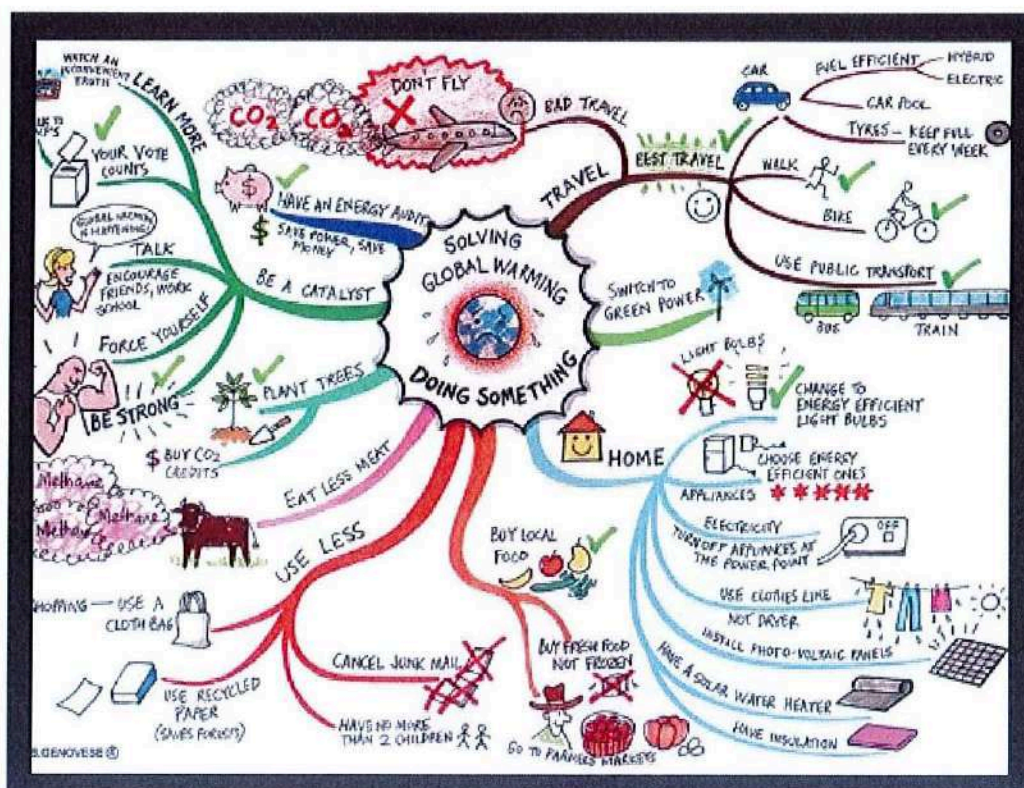 SOLVING
GLOBAL WARMING
DOING SOMETHING
TRAVEL
BAD TRAVEL
DON'T FLY
CO2
CO2
BEST TRAVEL
CAR
FUEL EFFICIENT
HYBRID
ELECTRIC
CAR POOL
TYRES — KEEP FULL
EVERY WEEK
WALK
BIKE
USE PUBLIC TRANSPORT
BUS
TRAIN
SWITCH TO
GREEN POWER
HOME
LIGHT BULBS
CHANGE TO
ENERGY EFFICIENT
LIGHT BULBS
CHOOSE ENERGY
EFFICIENT ONES
APPLIANCES
ELECTRICITY
TURN OFF APPLIANCES AT
THE POWER POINT
OFF
USE CLOTHES LINE
NOT DRYER
INSTALL PHOTO-VOLTAIC PANELS
HAVE A SOLAR WATER HEATER
HAVE INSULATION
BUY LOCAL
FOOD
BUY FRESH FOOD
NOT FROZEN
GO TO FARMERS MARKETS
USE LESS
CANCEL JUNK MAIL
HAVE NO MORE
THAN 2 CHILDREN
USE RECYCLED
PAPER
(SAVES FORESTS)
HOPPING — USE A
CLOTH BAG
EAT LESS MEAT
Methane
Methane
Methane
PLANT TREES
$ BUY CO2
CREDITS
BE A CATALYST
LEARN MORE
WATCH AN
INCONVENIENT
TRUTH
YOUR VOTE
COUNTS
TALK
GLOBAL WARMING
IS HAPPENING!
ENCOURAGE
FRIENDS, WORK
SCHOOL
FORCE YOURSELF
BE STRONG
HAVE AN ENERGY AUDIT
$ SAVE POWER, SAVE
MONEY
$
GENOVESE ®